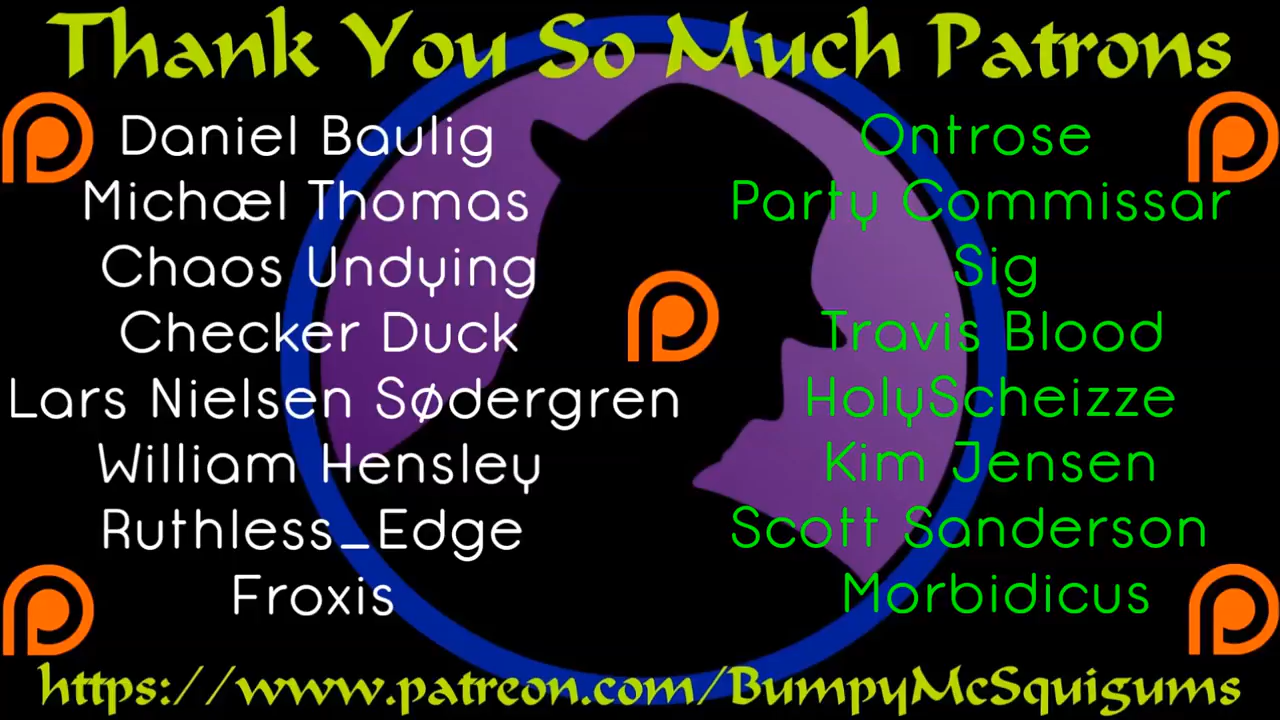 Thank You So Much Patrons
Daniel Baulig
Michæl Thomas
Chaos Undying
Checker Duck
Lars Nielsen Sødergren
William Hensley
Ruthless_Edge
Froxis
Ontrose
Party Commissar
Sig
Travis Blood
HolyScheizze
Kim Jensen
Scott Sanderson
Morbidicus
https://www.patreon.com/BumpyMcSquigums